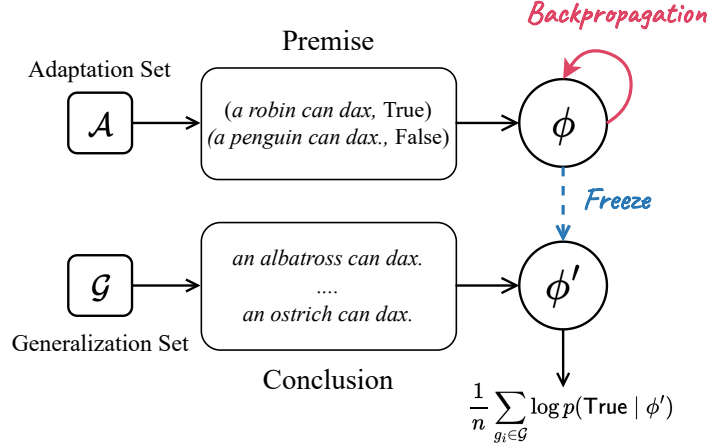 Backpropagation
Premise
Adaptation Set
𝒜
(a robin can dax, True)
(a penguin can dax., False)
ϕ
Freeze
𝒢
an albatross can dax.
....
an ostrich can dax.
ϕ′
Generalization Set
Conclusion
1/n ∑_{g_i∈𝒢} log p(True | ϕ′)